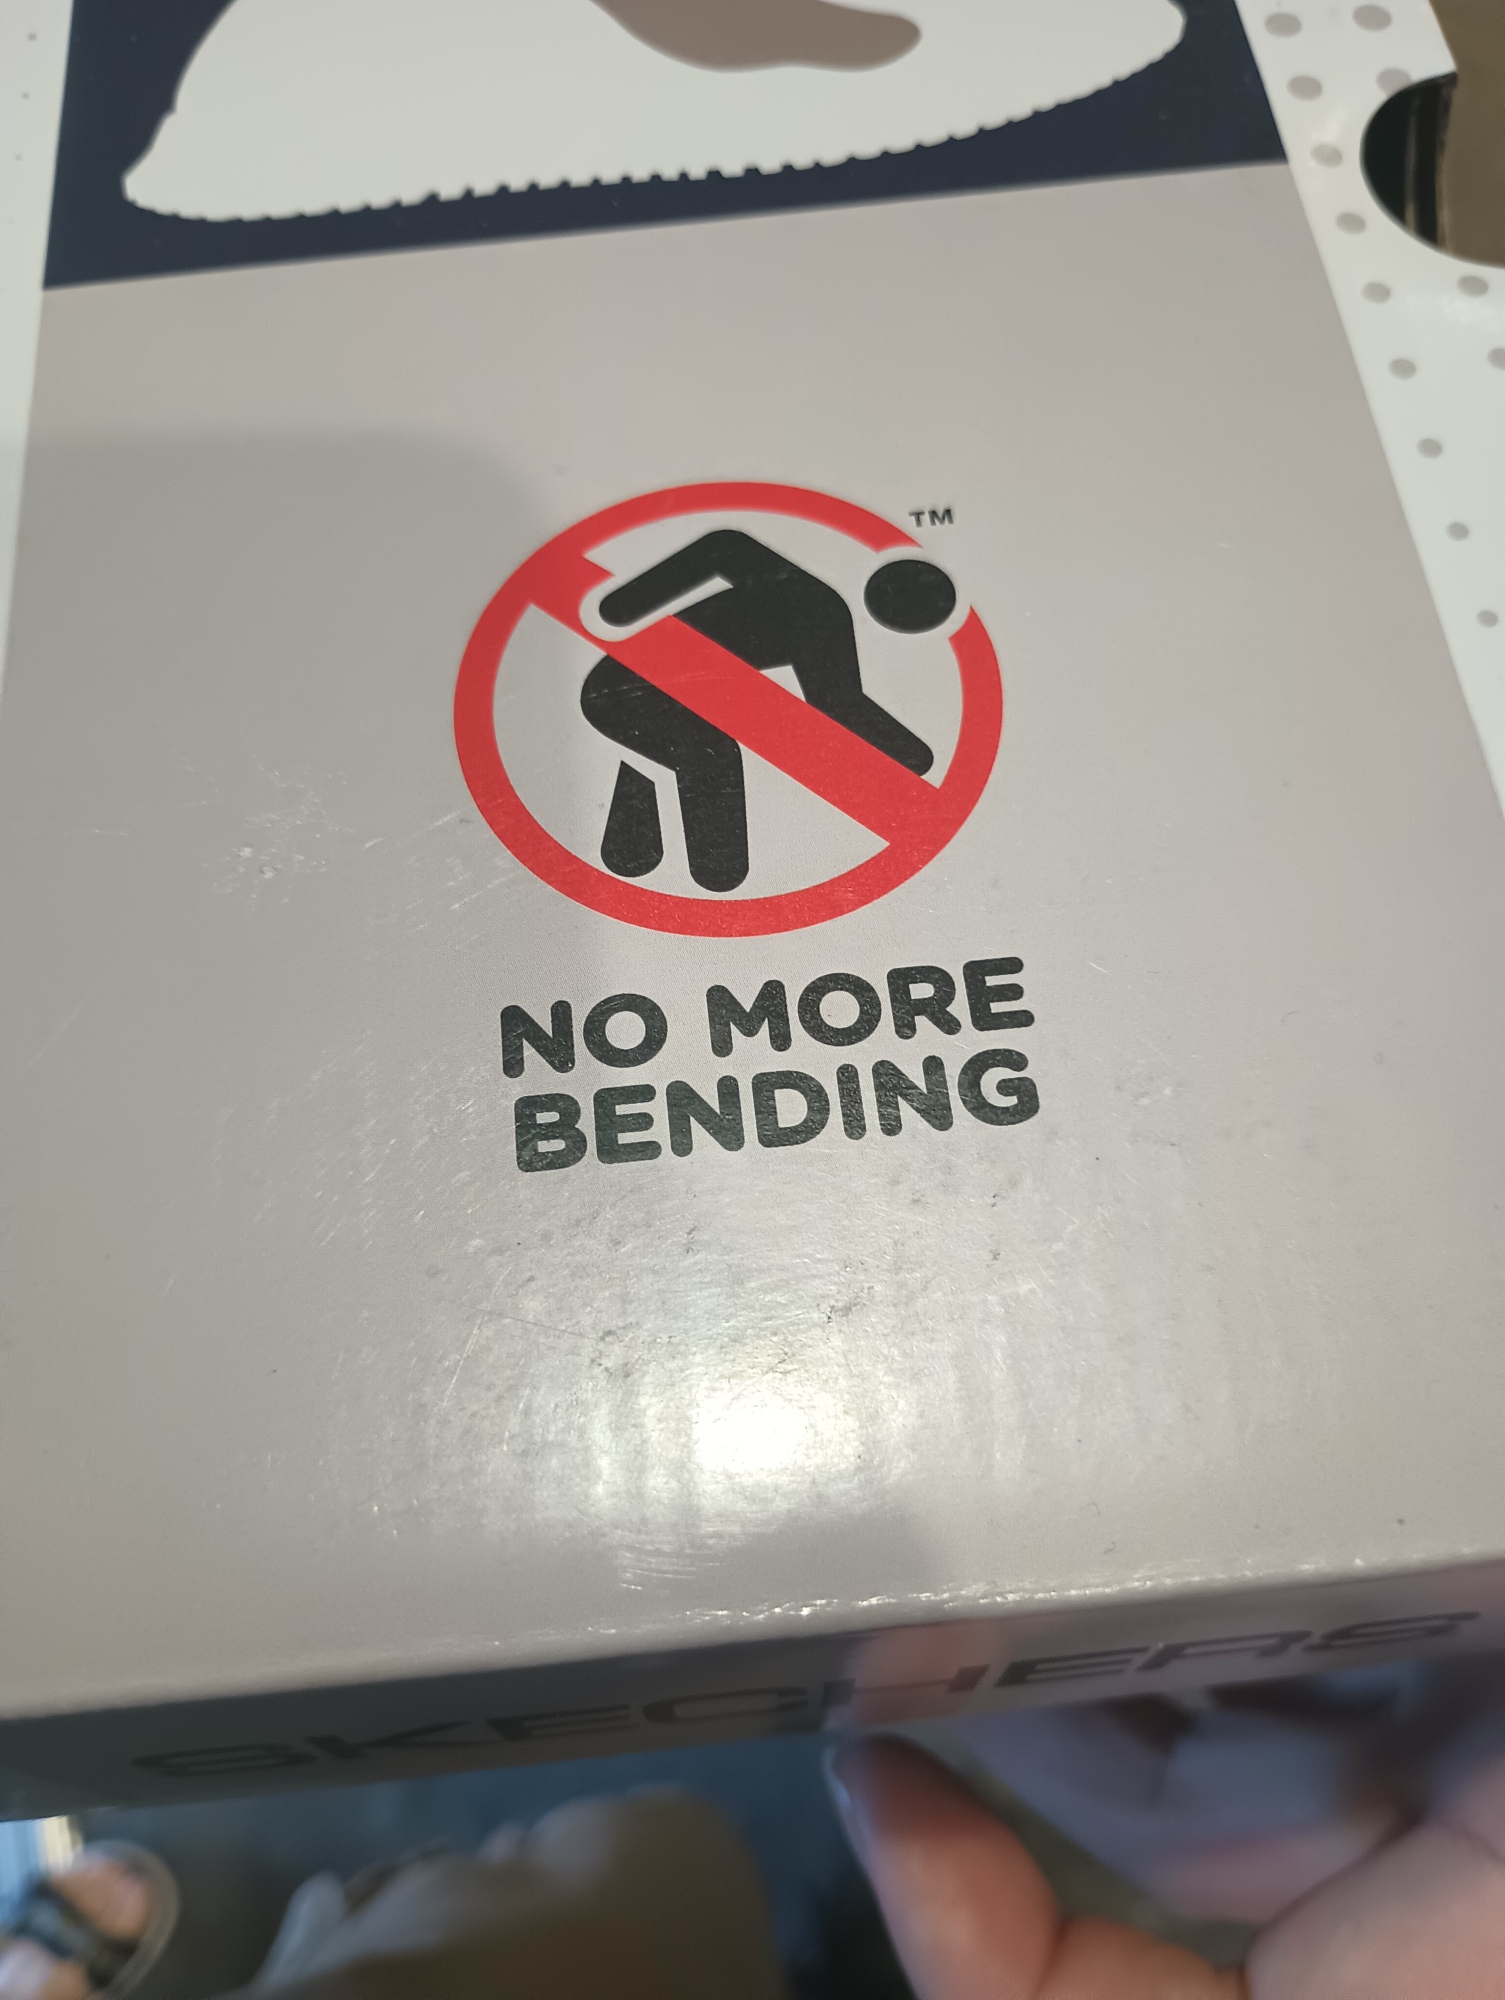 TM
NO MORE
BENDING
SKECHERS